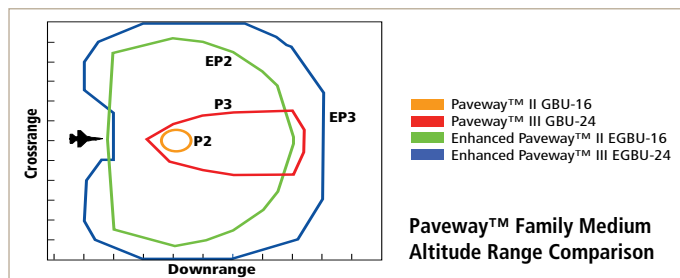 EP2
P3
P2
EP3
Crossrange
Downrange
Paveway™ II GBU-16
Paveway™ III GBU-24
Enhanced Paveway™ II EGBU-16
Enhanced Paveway™ III EGBU-24
Paveway™ Family Medium
Altitude Range Comparison